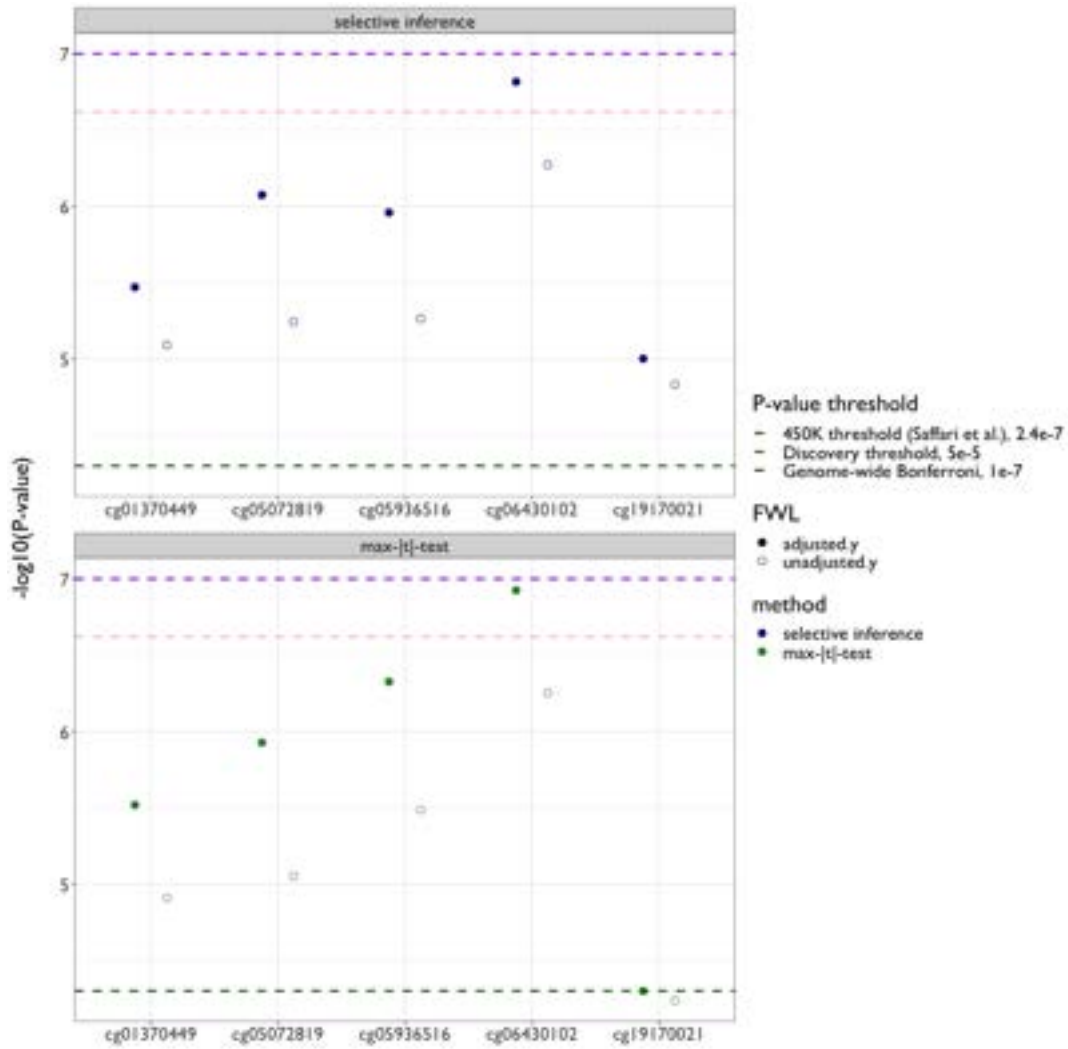 selective inference
7
6
5
cg01370449 cg05072819 cg05936516 cg06430102 cg19170021
-log10(P-value)
max-|t|-test
7
6
5
cg01370449 cg05072819 cg05936516 cg06430102 cg19170021
P-value threshold
450K threshold (Saffari et al.), 2.4e-7
Discovery threshold, 5e-5
Genome-wide Bonferroni, 1e-7
FWL
adjusted.y
unadjusted.y
method
selective inference
max-|t|-test